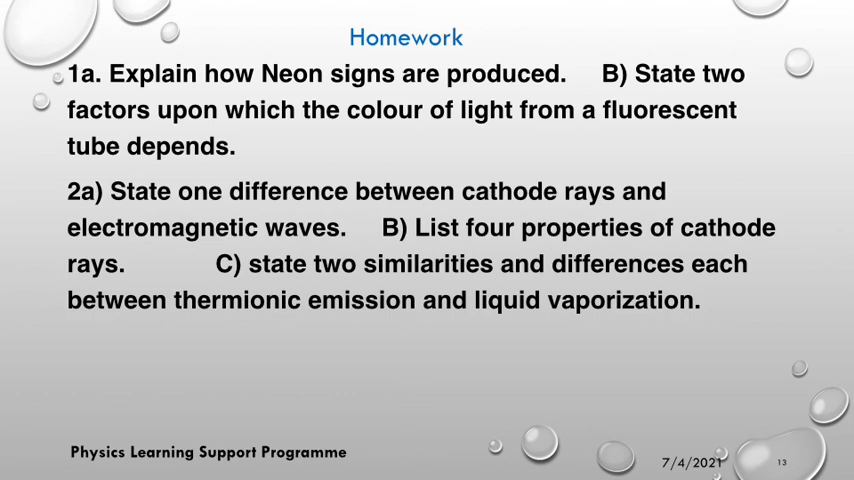 Homework
1a. Explain how Neon signs are produced. B) State two
factors upon which the colour of light from a fluorescent
tube depends.
2a) State one difference between cathode rays and
electromagnetic waves. B) List four properties of cathode
rays. C) state two similarities and differences each
between thermionic emission and liquid vaporization.
Physics Learning Support Programme
7/4/2021
13